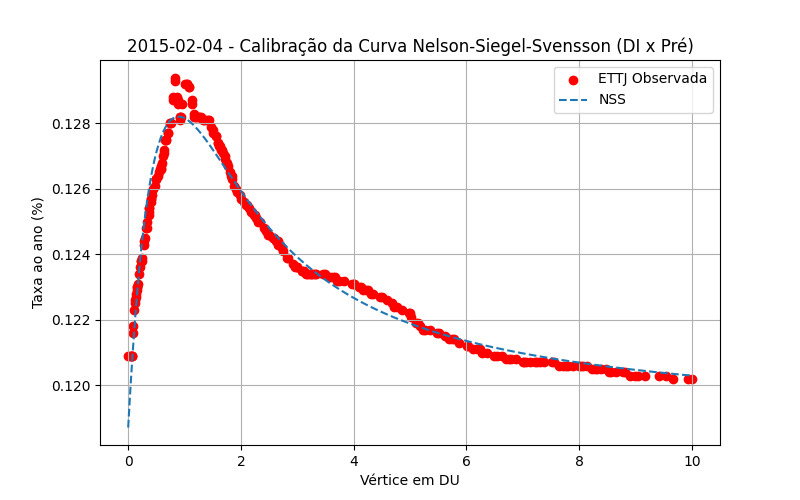 2015-02-04 - Calibração da Curva Nelson-Siegel-Svensson (DI x Pré)
ETTJ Observada
NSS
Taxa ao ano (%)
0.128
0.126
0.124
0.122
0.120
0
2
4
6
8
10
Vértice em DU